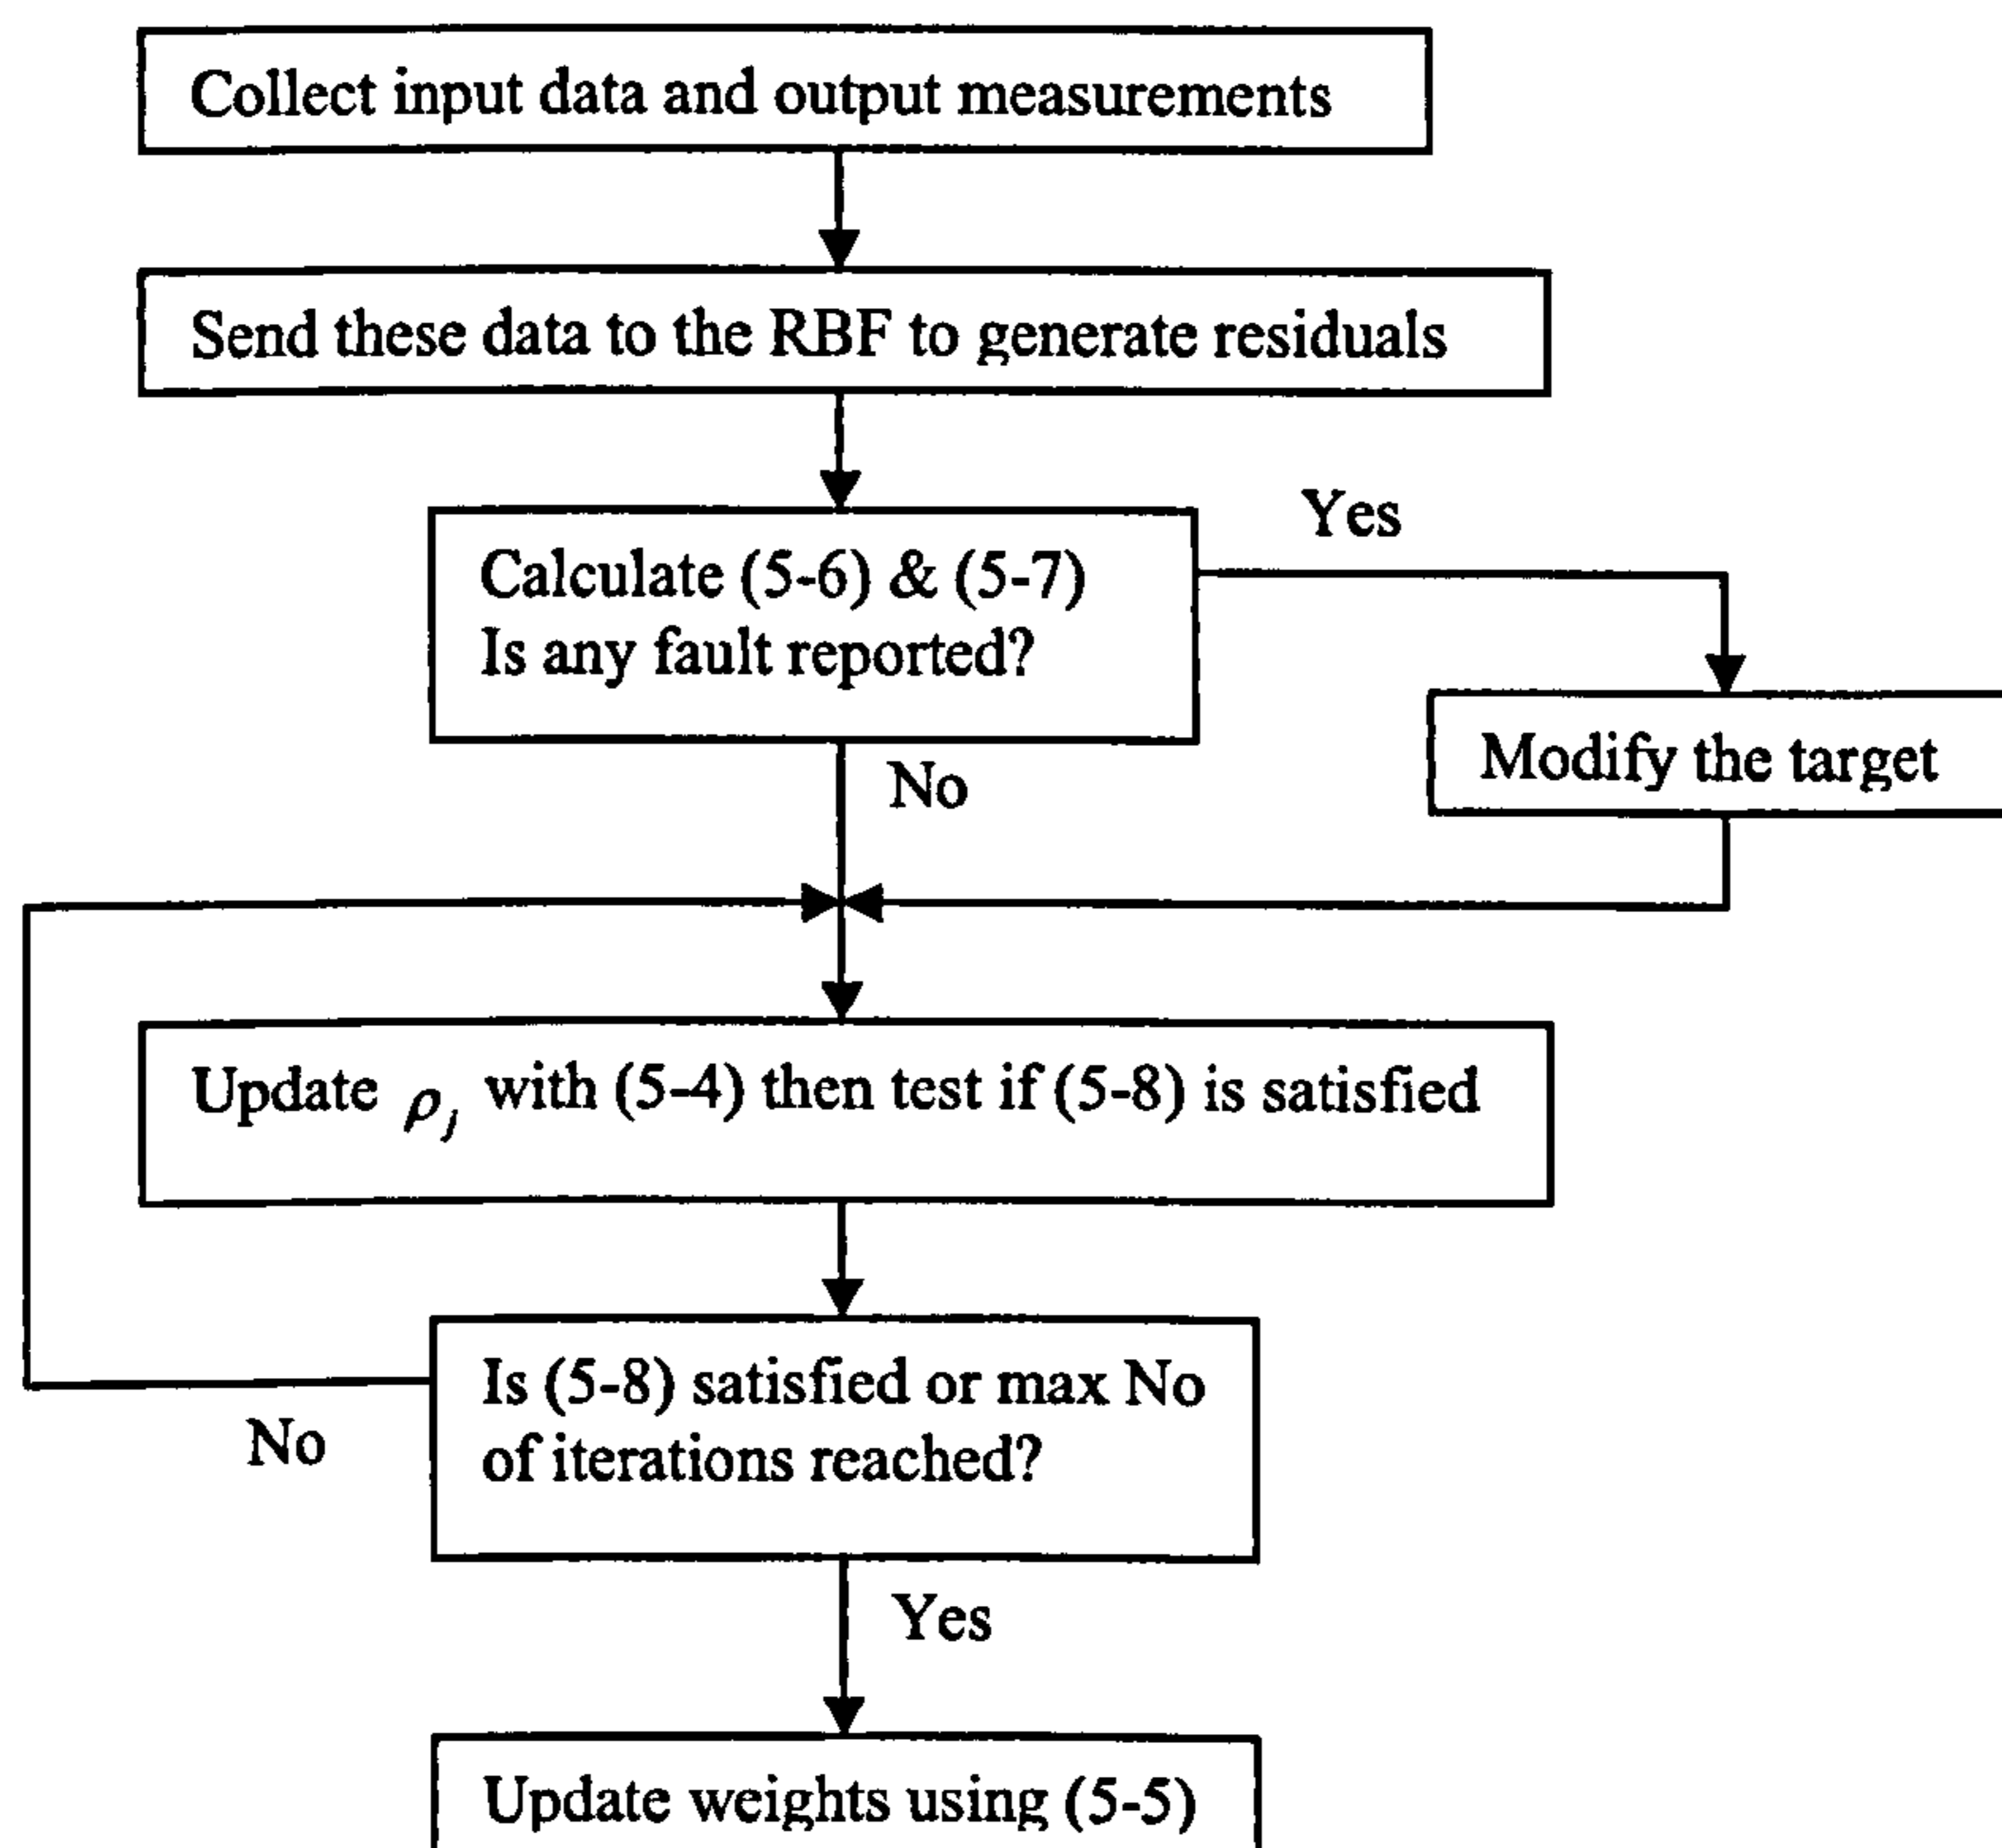 Collect input data and output measurements
Send these data to the RBF to generate residuals
Calculate (5-6) & (5-7)
Is any fault reported?
Yes
Modify the target
No
Update ρj with (5-4) then test if (5-8) is satisfied
Is (5-8) satisfied or max No
of iterations reached?
No
Yes
Update weights using (5-5)